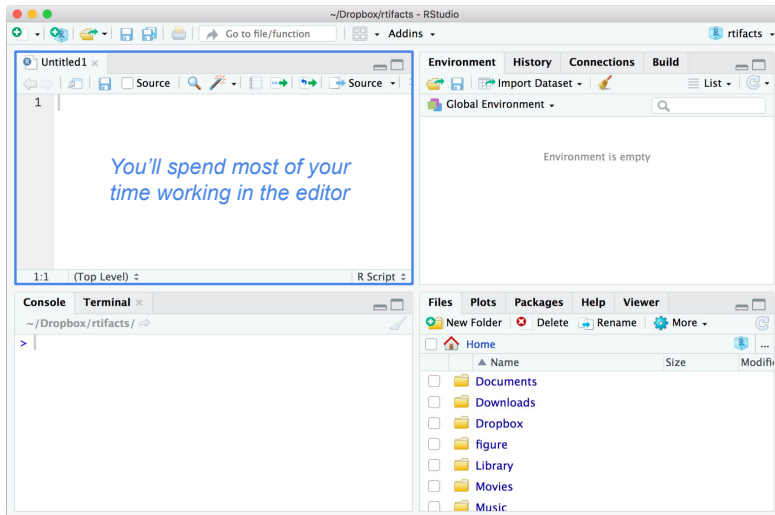 ~/Dropbox/rtifacts - RStudio
Go to file/function
Addins
rtifacts
Untitled1
Source
Source
1
You'll spend most of your
time working in the editor
1:1
(Top Level)
R Script
Environment
History
Connections
Build
Import Dataset
List
Global Environment
Environment is empty
Console
Terminal
~/Dropbox/rtifacts/
>
Files
Plots
Packages
Help
Viewer
New Folder
Delete
Rename
More
Home
...
Name
Size
Modifi
Documents
Downloads
Dropbox
figure
Library
Movies
Music